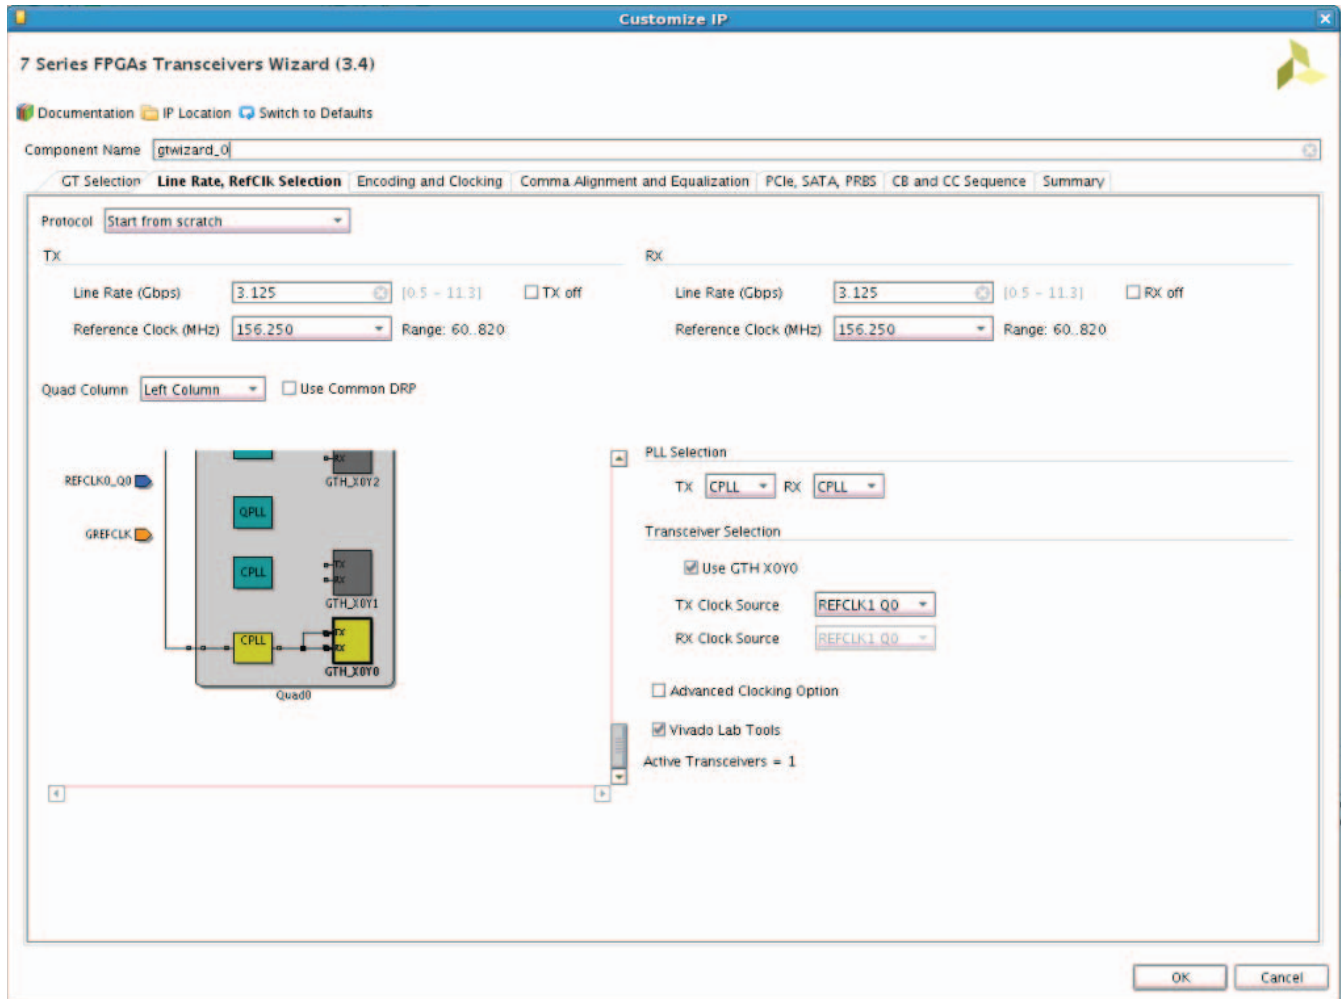 Customize IP
7 Series FPGAs Transceivers Wizard (3.4)
Documentation IP Location Switch to Defaults
Component Name gtwizard_0
GT Selection Line Rate, RefClk Selection Encoding and Clocking Comma Alignment and Equalization PCIe, SATA, PRBS CB and CC Sequence Summary
Protocol Start from scratch
TX RX
Line Rate (Gbps) 3.125 [0.5 - 11.3] TX off Line Rate (Gbps) 3.125 [0.5 - 11.3] RX off
Reference Clock (MHz) 156.250 Range: 60..820 Reference Clock (MHz) 156.250 Range: 60..820
Quad Column Left Column Use Common DRP
RX
GTH_X0Y2
REFCLK0_Q0
QPLL
GREFCLK
CPLL
TX
RX
GTH_X0Y1
CPLL
TX
RX
GTH_X0Y0
Quad0
PLL Selection
TX CPLL RX CPLL
Transceiver Selection
Use GTH X0Y0
TX Clock Source REFCLK1 Q0
RX Clock Source REFCLK1 Q0
Advanced Clocking Option
Vivado Lab Tools
Active Transceivers = 1
OK Cancel